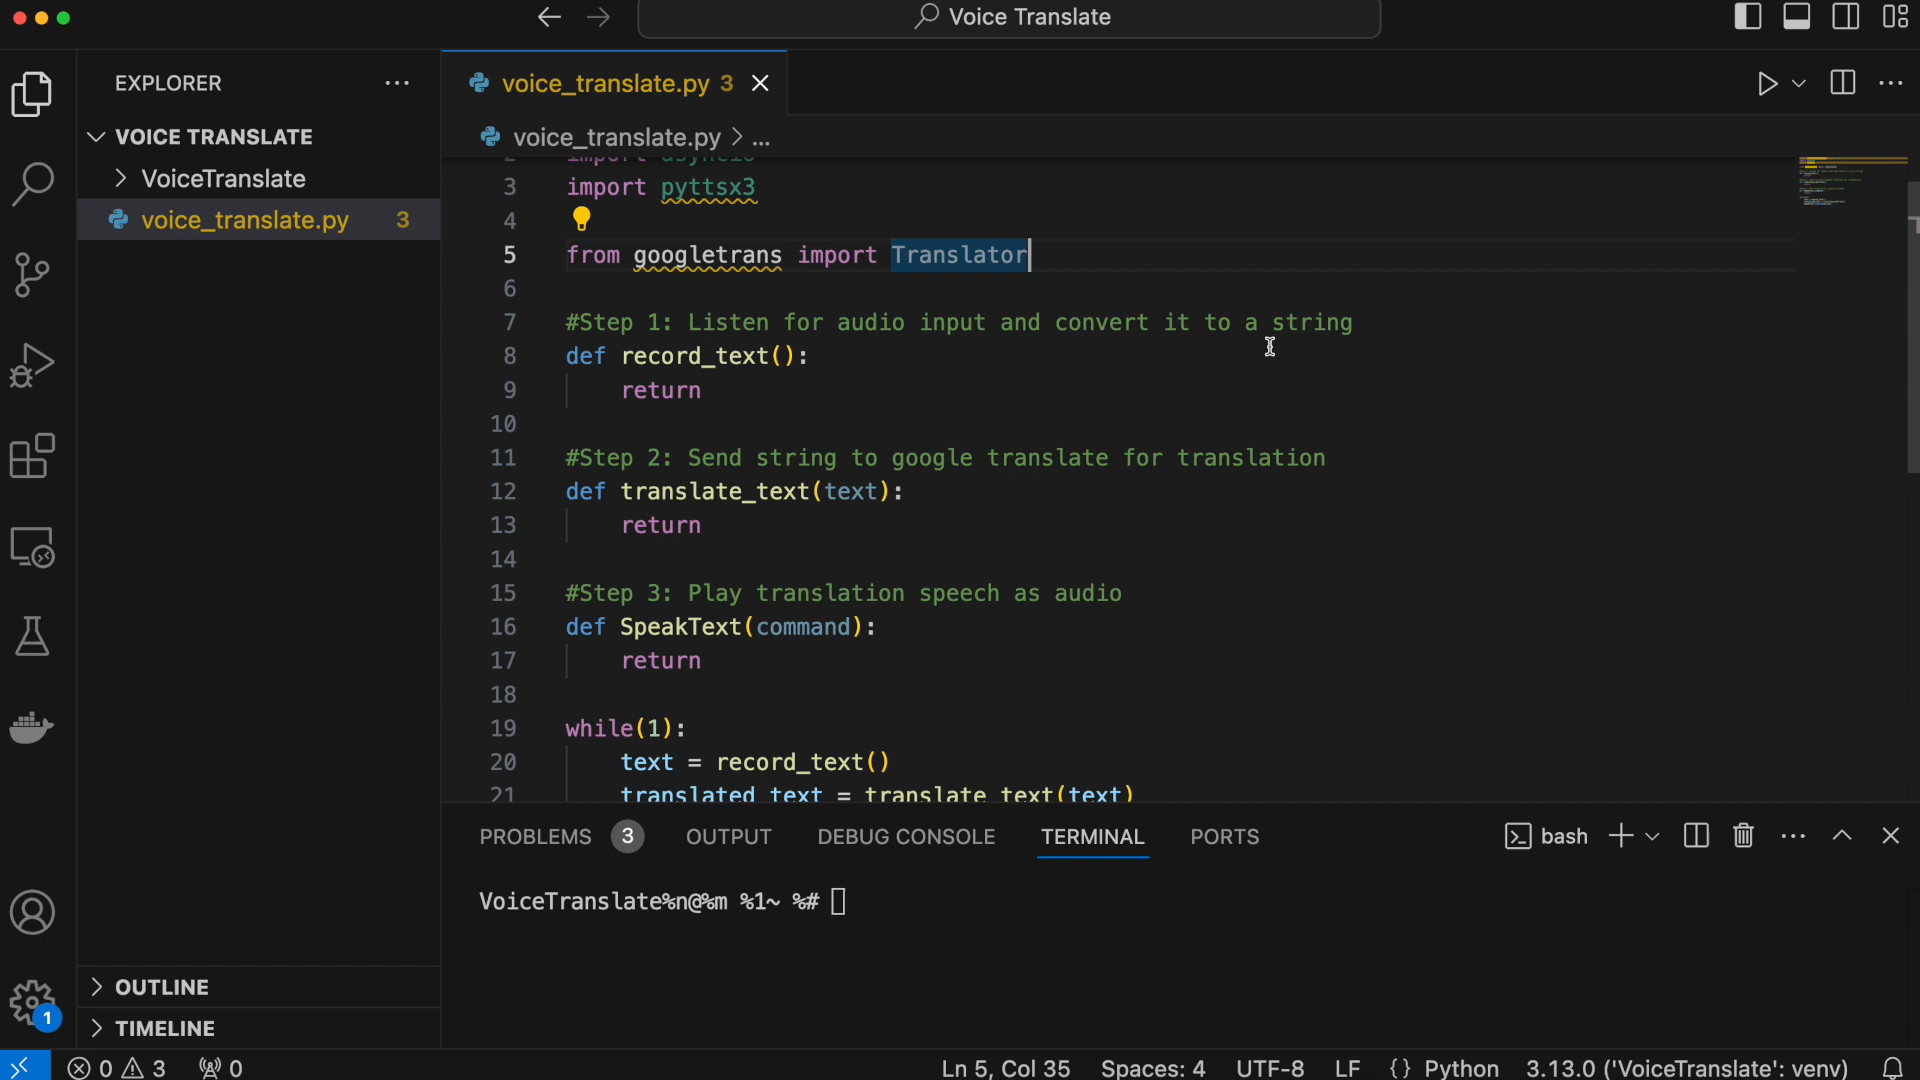 Voice Translate
EXPLORER
voice_translate.py 3
VOICE TRANSLATE
voice_translate.py > ...
VoiceTranslate
voice_translate.py 3
2 import asyncio
3 import pyttsx3
4
5 from googletrans import Translator
6
7 #Step 1: Listen for audio input and convert it to a string
8 def record_text():
9 return
10
11 #Step 2: Send string to google translate for translation
12 def translate_text(text):
13 return
14
15 #Step 3: Play translation speech as audio
16 def SpeakText(command):
17 return
18
19 while(1):
20 text = record_text()
21 translated_text = translate_text(text)
PROBLEMS 3 OUTPUT DEBUG CONSOLE TERMINAL PORTS bash
VoiceTranslate%n@%m %1~ %#
OUTLINE
1
TIMELINE
0 3 0 Ln 5, Col 35 Spaces: 4 UTF-8 LF {} Python 3.13.0 ('VoiceTranslate': venv)